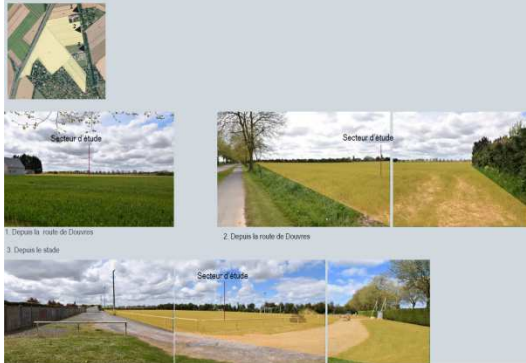 Secteur d'étude
Secteur d'étude
1. Depuis la route de Douvres
2. Depuis la route de Douvres
3. Depuis le stade
Secteur d'étude